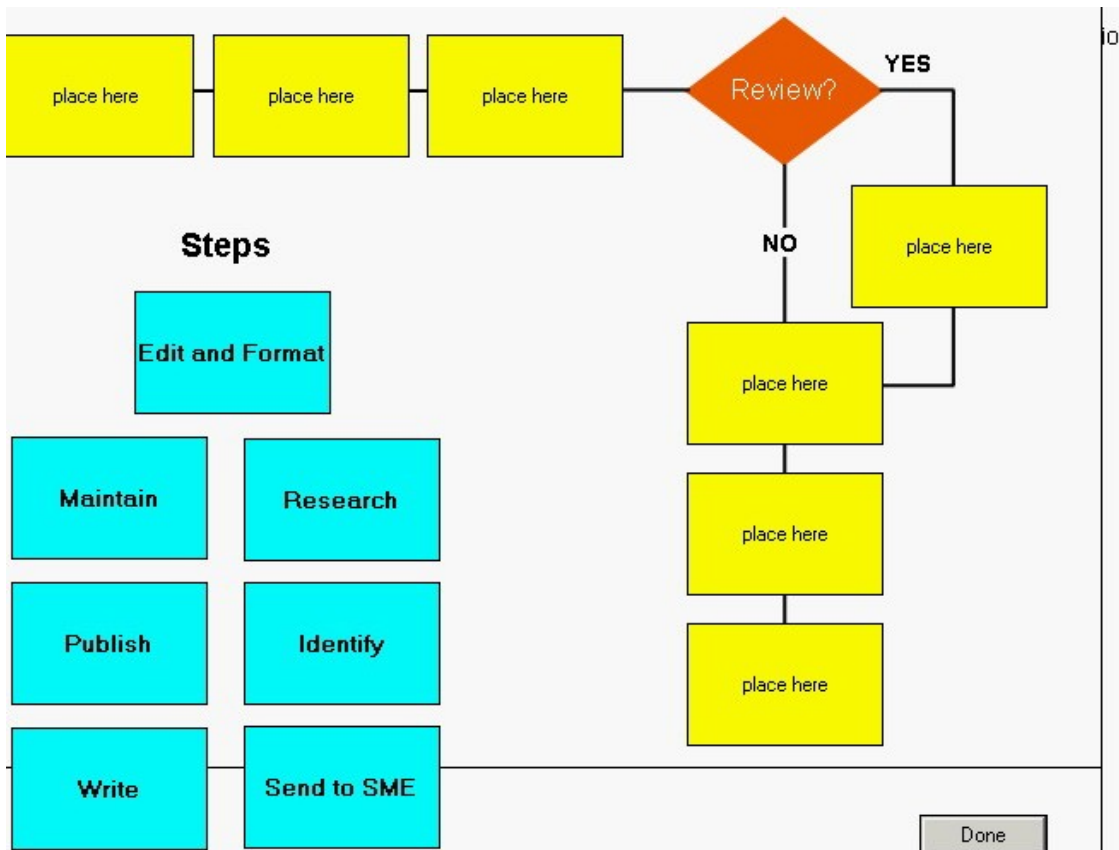 place here
place here
place here
Review?
YES
io
NO
place here
Steps
Edit and Format
place here
Maintain
Research
place here
Publish
Identify
place here
Write
Send to SME
Done